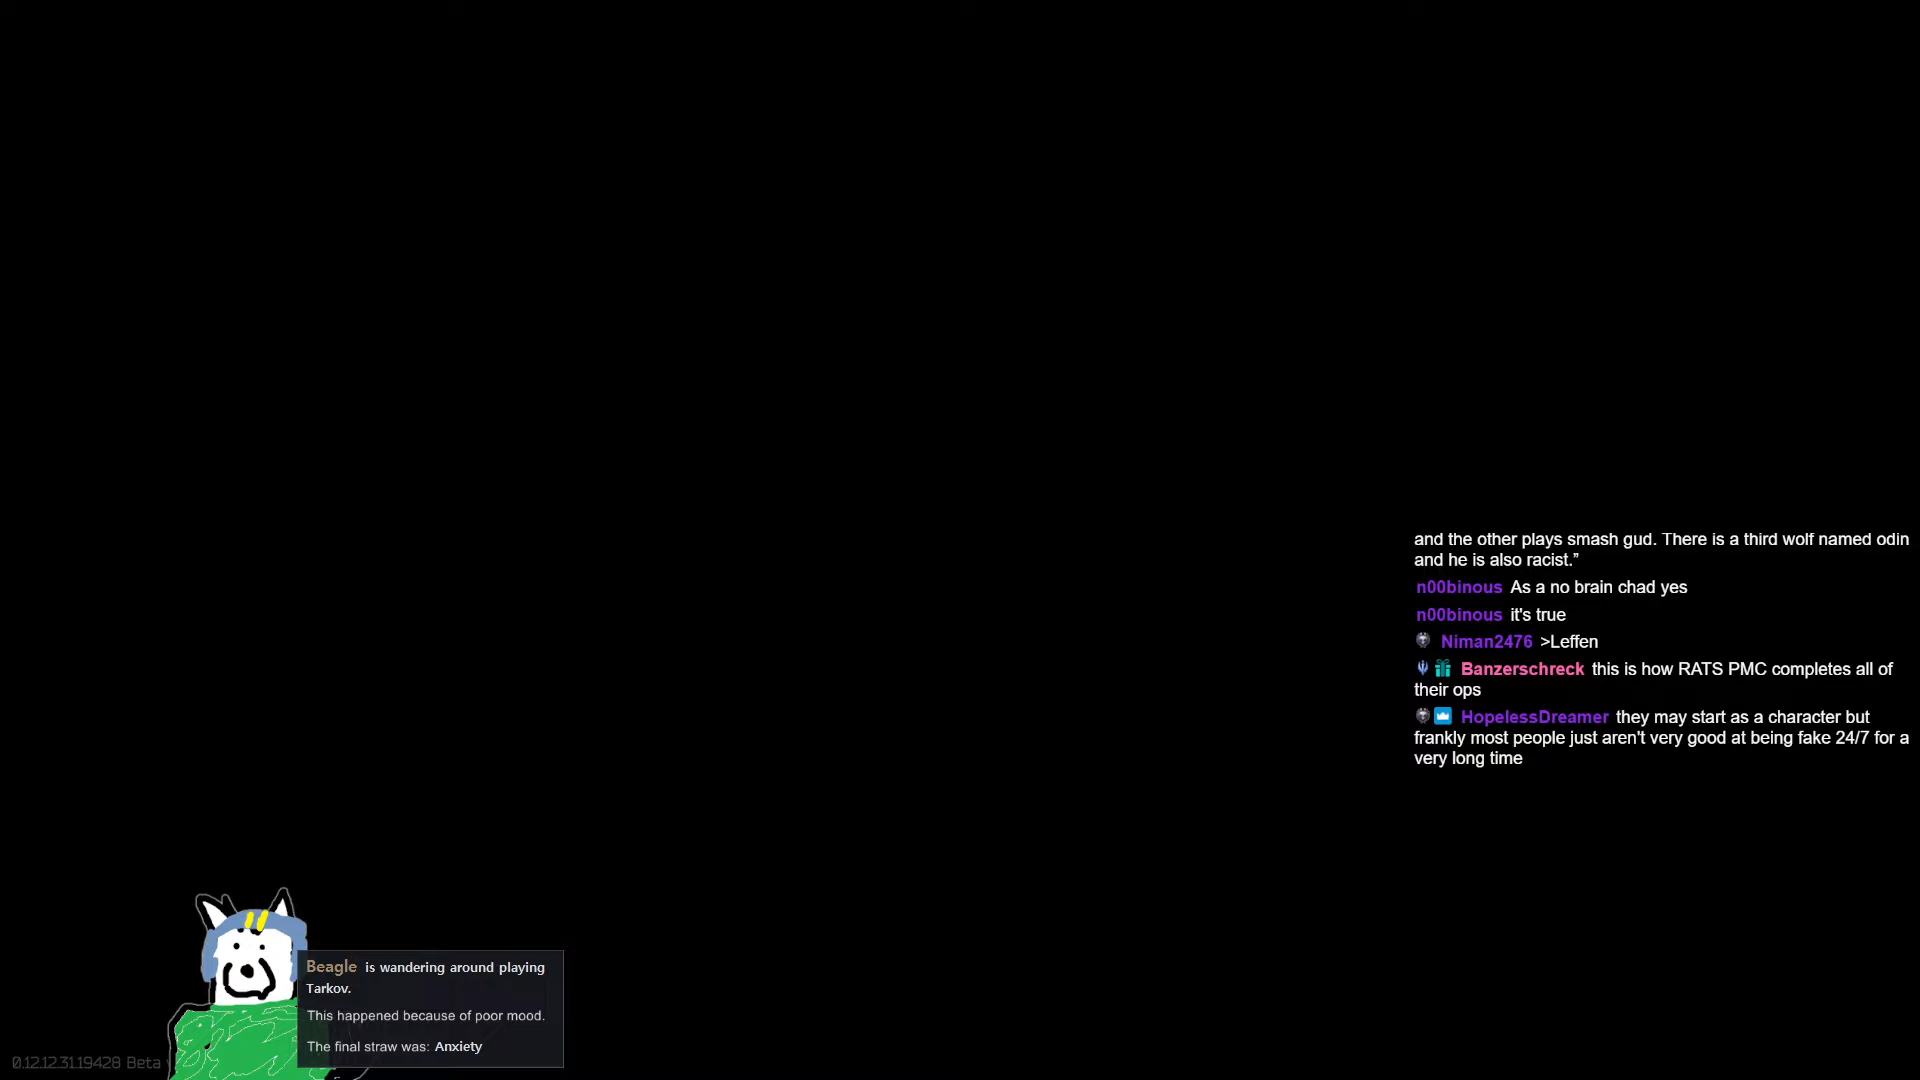 and the other plays smash gud. There is a third wolf named odin
and he is also racist.”
n00binous As a no brain chad yes
n00binous it's true
Niman2476 >Leffen
Banzerschreck this is how RATS PMC completes all of
their ops
HopelessDreamer they may start as a character but
frankly most people just aren't very good at being fake 24/7 for a
very long time
Beagle is wandering around playing
Tarkov.
This happened because of poor mood.
The final straw was: Anxiety
0.12.12.31.19428 Beta